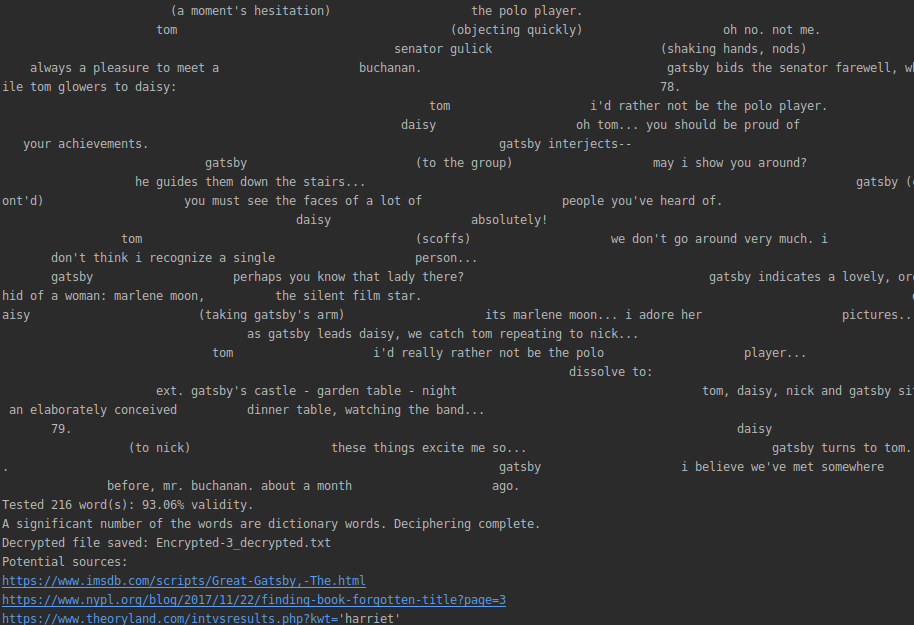 (a moment's hesitation) the polo player.
tom (objecting quickly) oh no. not me.
senator gulick (shaking hands, nods)
always a pleasure to meet a buchanan. gatsby bids the senator farewell, wh
ile tom glowers to daisy: 78.
tom i'd rather not be the polo player.
daisy oh tom... you should be proud of
your achievements. gatsby interjects--
gatsby (to the group) may i show you around?
he guides them down the stairs... gatsby (c
ont'd) you must see the faces of a lot of people you've heard of.
daisy absolutely!
tom (scoffs) we don't go around very much. i
don't think i recognize a single person...
gatsby perhaps you know that lady there? gatsby indicates a lovely, orc
hid of a woman: marlene moon, the silent film star. d
aisy (taking gatsby's arm) its marlene moon... i adore her pictures..
as gatsby leads daisy, we catch tom repeating to nick...
tom i'd really rather not be the polo player...
dissolve to:
ext. gatsby's castle - garden table - night tom, daisy, nick and gatsby sit
an elaborately conceived dinner table, watching the band...
79. daisy
(to nick) these things excite me so... gatsby turns to tom.
. gatsby i believe we've met somewhere
before, mr. buchanan. about a month ago.
Tested 216 word(s): 93.06% validity.
A significant number of the words are dictionary words. Deciphering complete.
Decrypted file saved: Encrypted-3_decrypted.txt
Potential sources:
https://www.imsdb.com/scripts/Great-Gatsby,-The.html
https://www.nypl.org/blog/2017/11/22/finding-book-forgotten-title?page=3
https://www.theoryland.com/intvsresults.php?kwt='harriet'